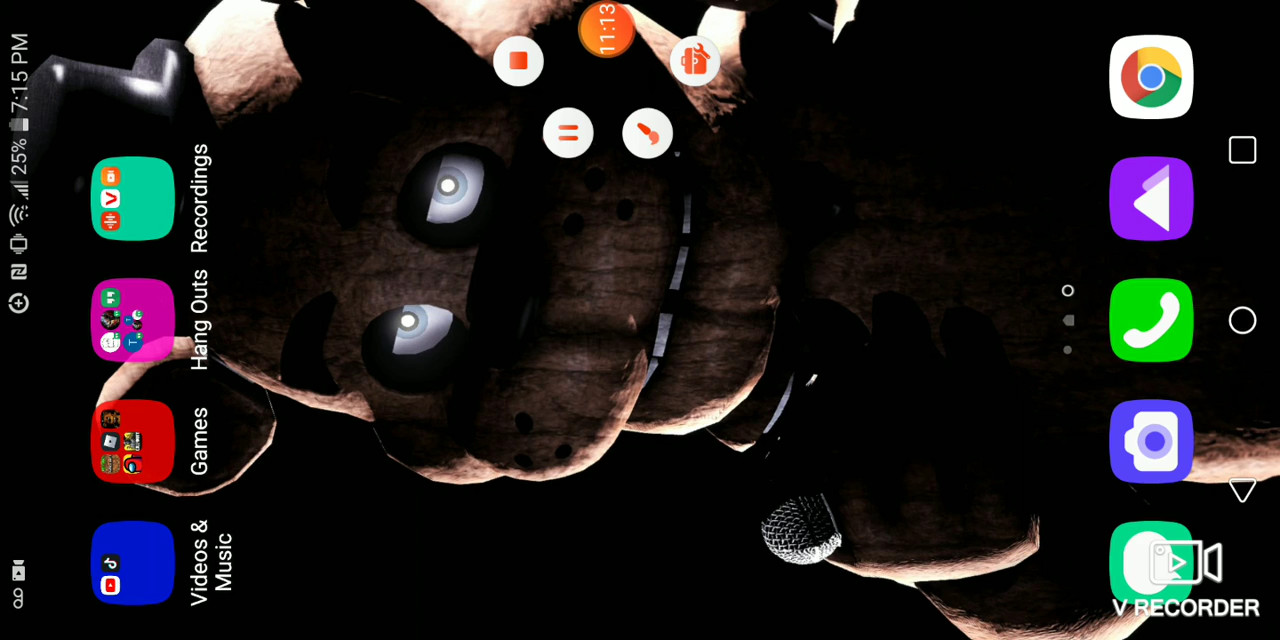 25% 7:15 PM
11:13
Videos &
Music
Games
Hang Outs
Recordings
V RECORDER